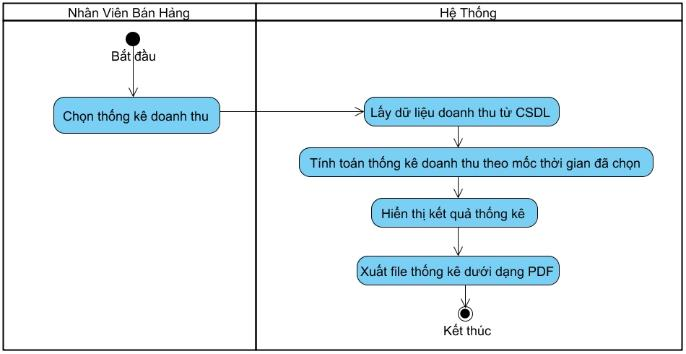 Nhân Viên Bán Hàng
Hệ Thống
Bắt đầu
Chọn thống kê doanh thu
Lấy dữ liệu doanh thu từ CSDL
Tính toán thống kê doanh thu theo mốc thời gian đã chọn
Hiển thị kết quả thống kê
Xuất file thống kê dưới dạng PDF
Kết thúc